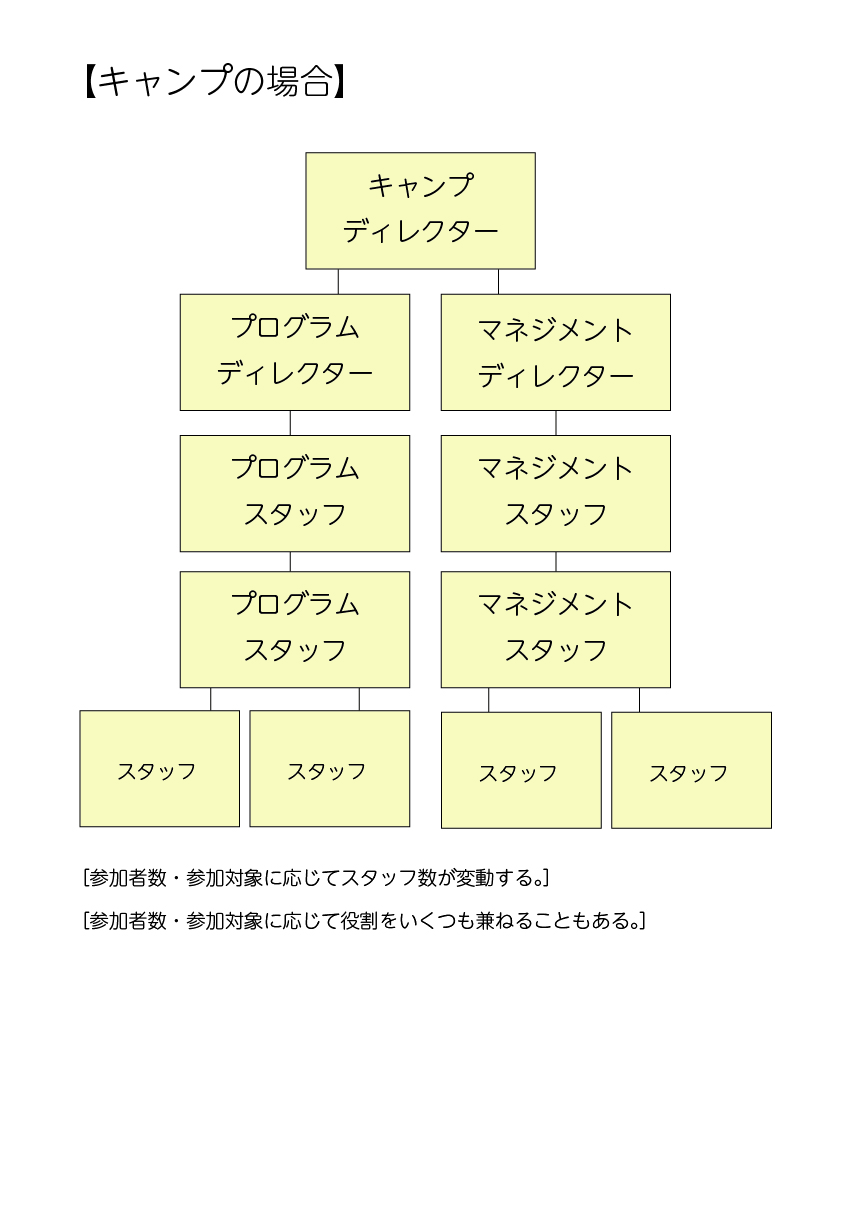 【キャンプの場合】
キャンプ
ディレクター
プログラム
ディレクター
マネジメント
ディレクター
プログラム
スタッフ
マネジメント
スタッフ
プログラム
スタッフ
マネジメント
スタッフ
スタッフ
スタッフ
スタッフ
スタッフ
[参加者数・参加対象に応じてスタッフ数が変動する。]
[参加者数・参加対象に応じて役割をいくつも兼ねることもある。]